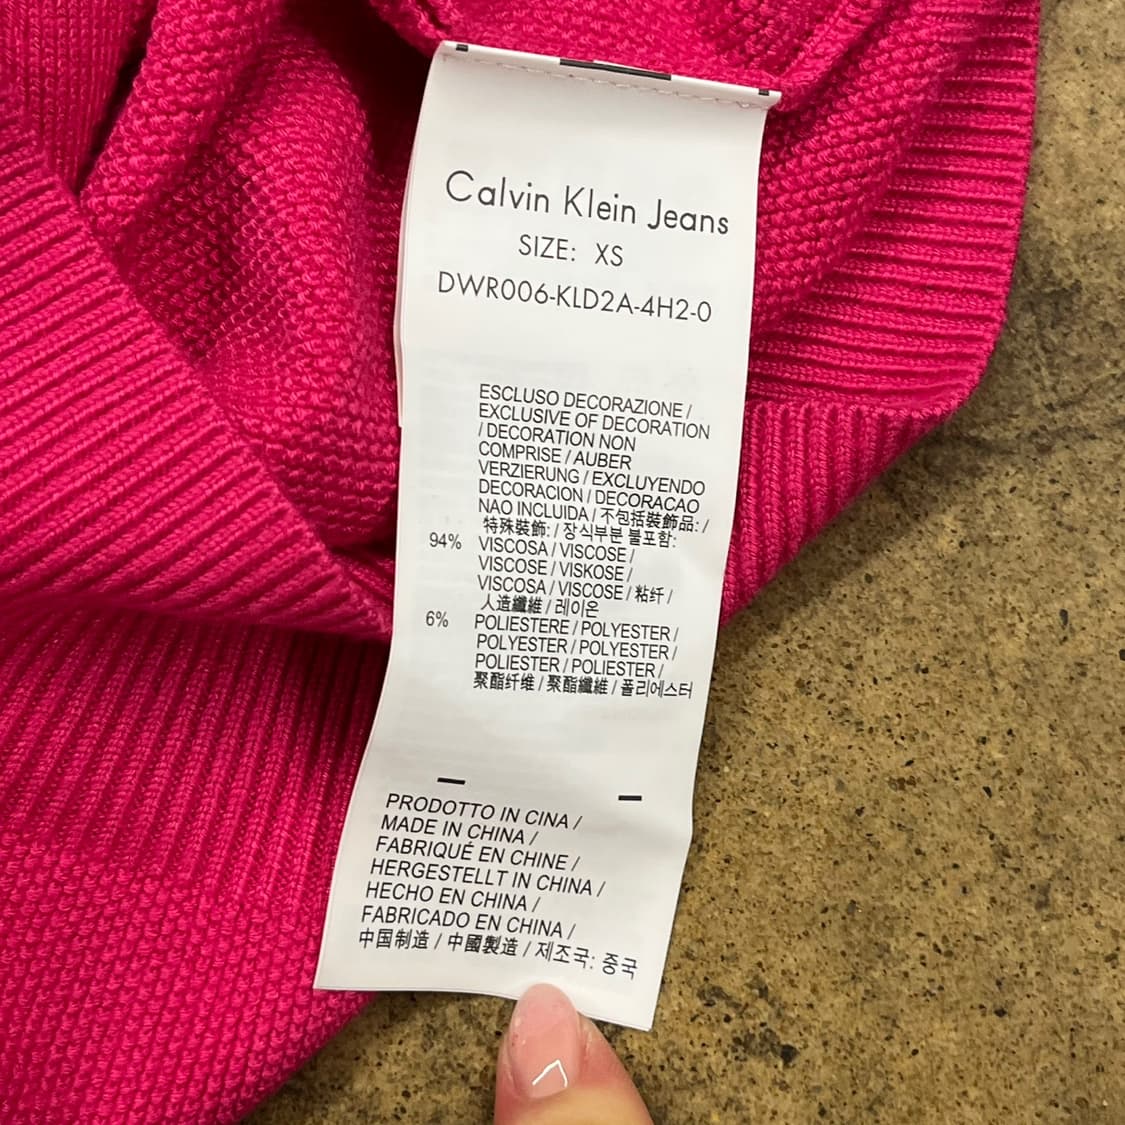 Calvin Klein Jeans
SIZE: XS
DWR006-KLD2A-4H2-0
ESCLUSO DECORAZIONE /
EXCLUSIVE OF DECORATION
/ DECORATION NON
COMPRISE / AUBER
VERZIERUNG / EXCLUYENDO
DECORACION / DECORACAO
NAO INCLUIDA / 不包括裝飾品: /
特殊裝飾: / 장식부분 불포함:
94% VISCOSA / VISCOSE /
VISCOSE / VISKOSE /
VISCOSA / VISCOSE / 粘纤 /
人造纖維 / 레이온
6% POLIESTERE / POLYESTER /
POLYESTER / POLYESTER /
POLIESTER / POLIESTER /
聚酯纤维 / 聚酯纖維 / 폴리에스터
PRODOTTO IN CINA /
MADE IN CHINA /
FABRIQUÉ EN CHINE /
HERGESTELLT IN CHINA /
HECHO EN CHINA /
FABRICADO EN CHINA /
中国制造 / 中國製造 / 제조국: 중국